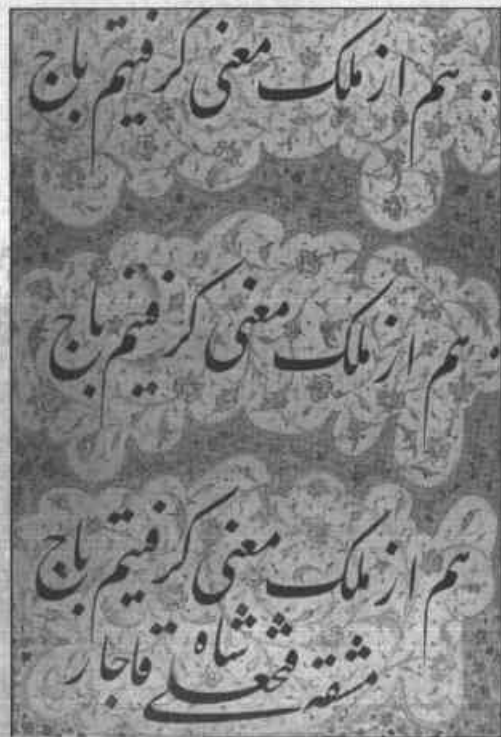 هم از ملک معنی گرفتیم باج
هم از ملک معنی گرفتیم باج
هم از ملک معنی گرفتیم باج
مشقه فتحعلی شاه قاجار